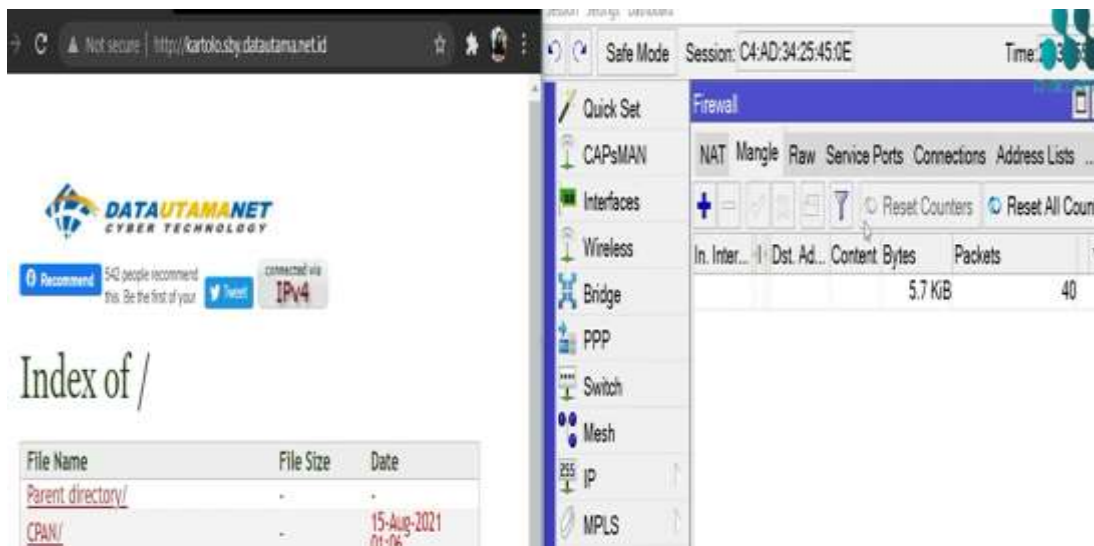 Not secure | http://kartolo.sby.datautama.net.id
DATAUTAMANET
CYBER TECHNOLOGY
Recommend
542 people recommend
this. Be the first of your
Tweet
connected via
IPv4
Index of /
File Name File Size Date
Parent directory/ - -
CPAN/ - 15-Aug-2021
01:06
Session Settings Dashboard
Safe Mode Session: C4:AD:34:25:45:0E Time:
Quick Set
CAPsMAN
Interfaces
Wireless
Bridge
PPP
Switch
Mesh
IP
MPLS
Firewall
NAT Mangle Raw Service Ports Connections Address Lists ...
Reset Counters Reset All Coun
In. Inter... Dst. Ad... Content Bytes Packets
5.7 KiB 40